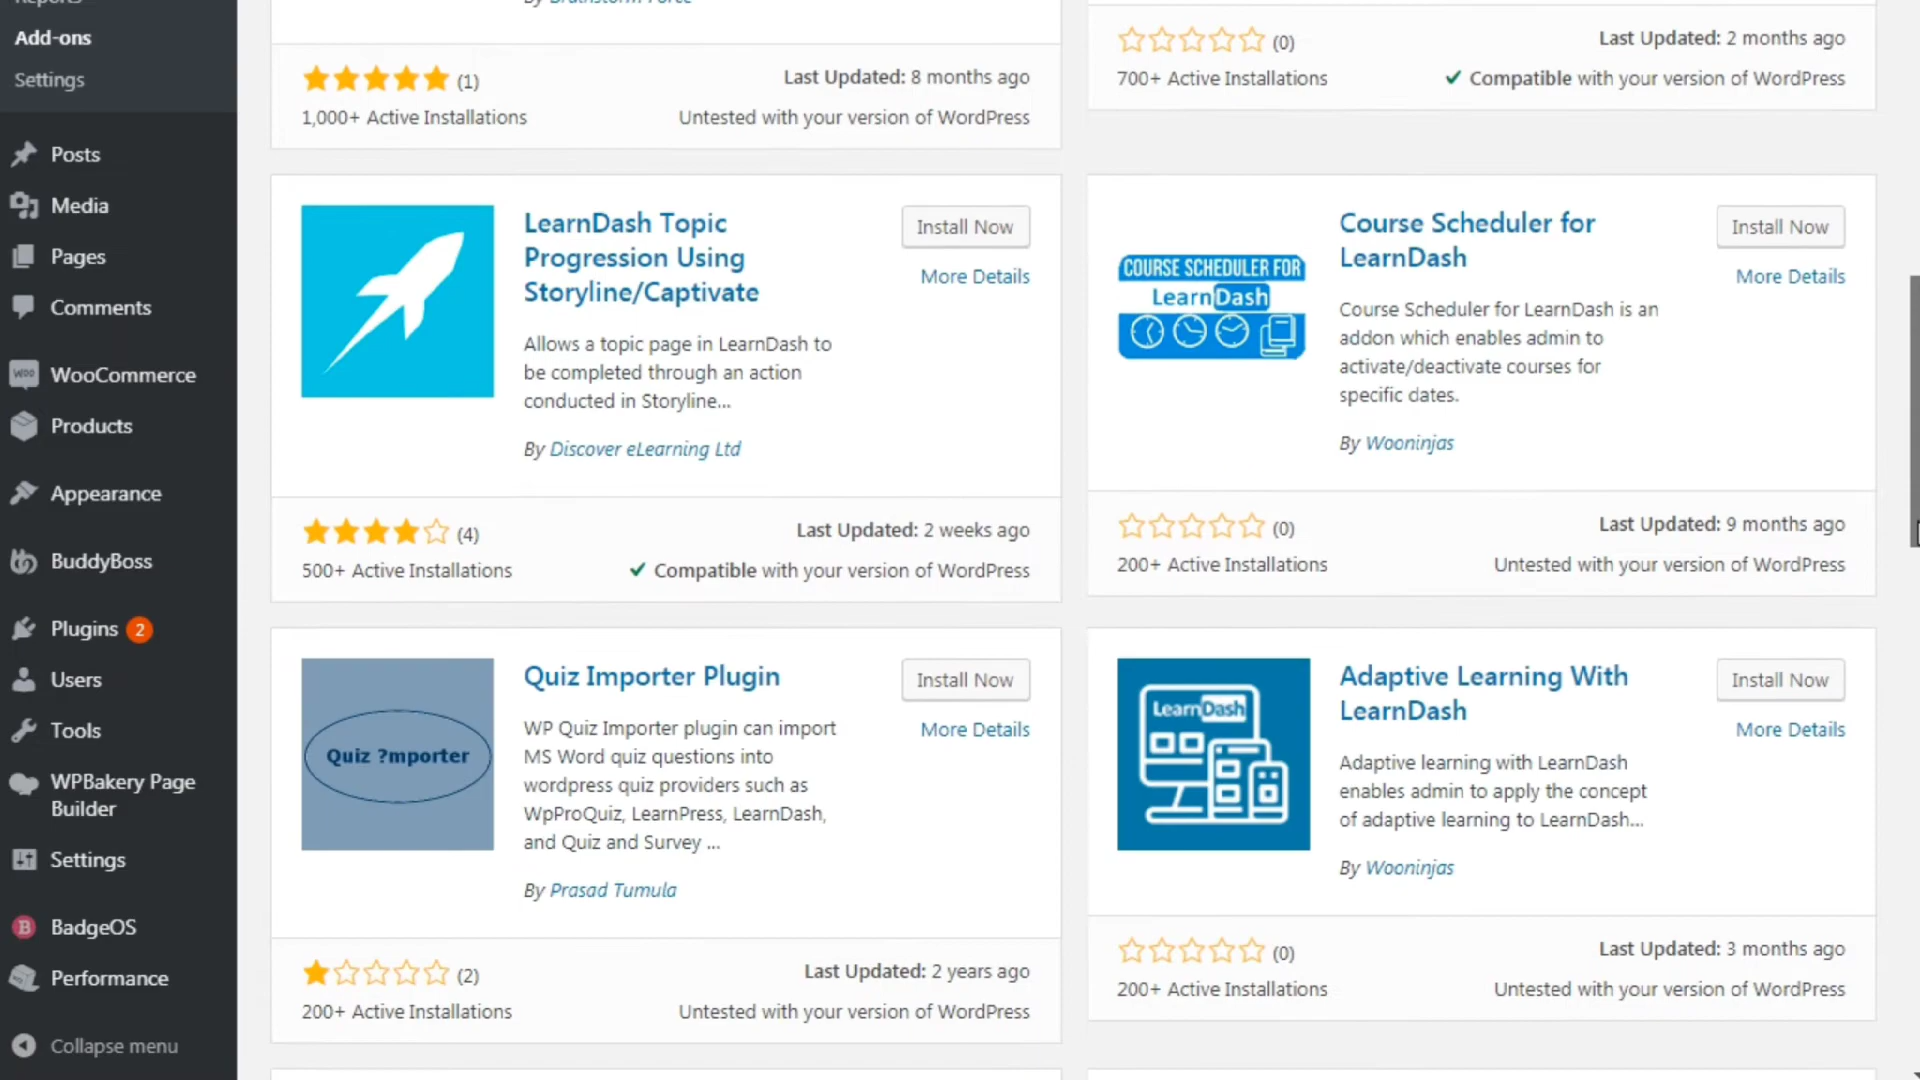 Reports
Add-ons
Settings
Posts
Media
Pages
Comments
WooCommerce
Products
Appearance
BuddyBoss
Plugins 2
Users
Tools
WPBakery Page
Builder
Settings
BadgeOS
Performance
Collapse menu
By Brainstorm Force
(1)
Last Updated: 8 months ago
1,000+ Active Installations
Untested with your version of WordPress
(0)
Last Updated: 2 months ago
700+ Active Installations
Compatible with your version of WordPress
LearnDash Topic
Progression Using
Storyline/Captivate
Install Now
More Details
Allows a topic page in LearnDash to
be completed through an action
conducted in Storyline...
By Discover eLearning Ltd
(4)
Last Updated: 2 weeks ago
500+ Active Installations
Compatible with your version of WordPress
COURSE SCHEDULER FOR
LearnDash
Course Scheduler for
LearnDash
Install Now
More Details
Course Scheduler for LearnDash is an
addon which enables admin to
activate/deactivate courses for
specific dates.
By Wooninjas
(0)
Last Updated: 9 months ago
200+ Active Installations
Untested with your version of WordPress
Quiz ?mporter
Quiz Importer Plugin
Install Now
More Details
WP Quiz Importer plugin can import
MS Word quiz questions into
wordpress quiz providers such as
WpProQuiz, LearnPress, LearnDash,
and Quiz and Survey ...
By Prasad Tumula
(2)
Last Updated: 2 years ago
200+ Active Installations
Untested with your version of WordPress
LearnDash
Adaptive Learning With
LearnDash
Install Now
More Details
Adaptive learning with LearnDash
enables admin to apply the concept
of adaptive learning to LearnDash...
By Wooninjas
(0)
Last Updated: 3 months ago
200+ Active Installations
Untested with your version of WordPress